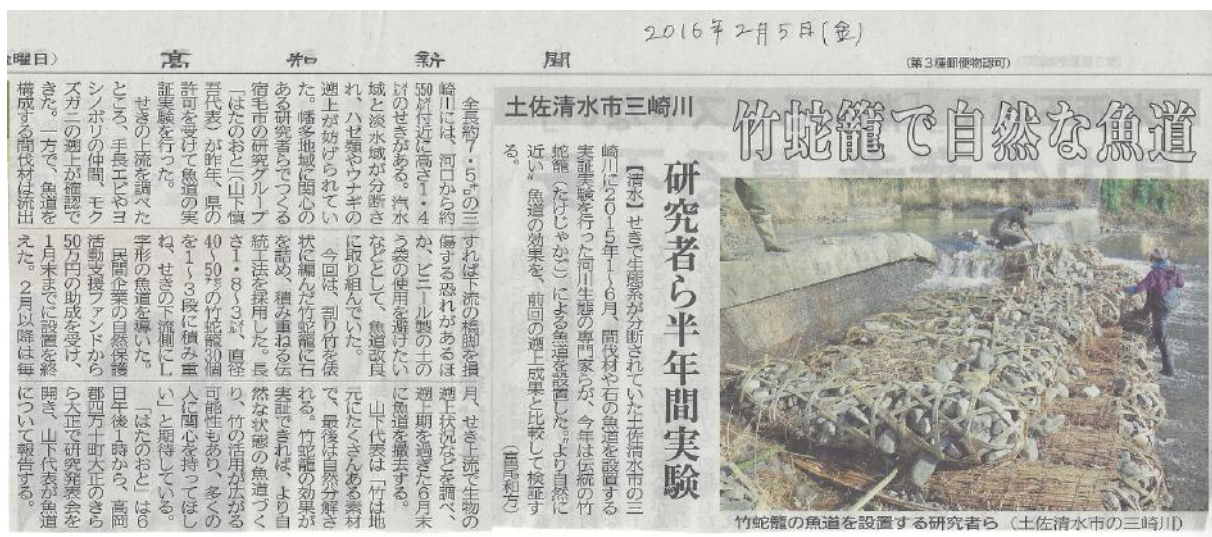 2016年2月5日(金)
金曜日)
高知新聞
(第3種郵便物認可)
竹蛇籠で自然な魚道
土佐清水市三崎川
研究者ら半年間実験
【清水】せきで生態系が分断されていた土佐清水市の三
崎川に2015年1～6月、間伐材や石の魚道を設置する
実証実験を行った河川生態の専門家らが、今年は伝統の竹
蛇籠（たけじゃかご）による魚道を設置した。“より自然に
近い”魚道の効果を、前回の遡上成果と比較して検証す
る。
（富尾和方）
全長約7・5㌔の三
崎川には、河口から約
550㍍付近に高さ1・4
㍍のせきがある。汽水
域と淡水域が分断さ
れ、ハゼ類やウナギの
遡上が妨げられてい
た。幡多地域に関心の
ある研究者らでつくる
宿毛市の研究グループ
「はたのおと」（山下慎
吾代表）が昨年、県の
許可を受けて魚道の実
証実験を行った。
せきの上流を調べた
ところ、手長エビやヨ
シノボリの仲間、モク
ズガニの遡上が確認で
きた。一方で、魚道を
構成する間伐材は流出
すれば下流の橋脚を損
傷する恐れがあるほ
か、ビニール製の土の
う袋の使用を避けたい
などとして、魚道改良
に取り組んでいた。
今回は、割り竹を俵
状に編んだ竹蛇籠に石
を詰め、積み重ねる伝
統工法を採用した。長
さ1・8～3㍍、直径
40～50㌢の竹蛇籠30個
を1～3段に積み重
ね、せきの下流側にL
字形の魚道を導いた。
民間企業の自然保護
活動支援ファンドから
50万円の助成を受け、
1月末までに設置を終
えた。2月以降は毎
月、せき上流で生物の
遡上状況などを調べ、
遡上期を過ぎた6月末
に魚道を撤去する。
山下代表は「竹は地
元にたくさんある素材
で、最後は自然分解さ
れる。竹蛇籠の効果が
実証できれば、より自
然な状態の魚道づく
り、竹の活用が広がる
可能性もあり、多くの
人に関心を持ってほし
い」と期待している。
「はたのおと」は6
日午後1時から、高岡
郡四万十町大正のきら
ら大正で研究発表会を
開き、山下代表が魚道
について報告する。
竹蛇籠の魚道を設置する研究者ら（土佐清水市の三崎川）